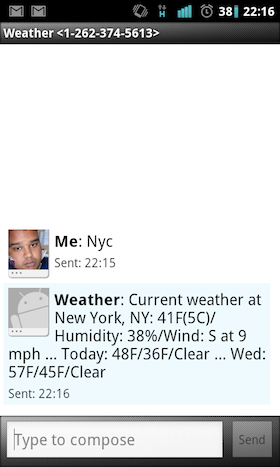 38 22:16
Weather <1-262-374-5613>
Me: Nyc
Sent: 22:15
Weather: Current weather at
New York, NY: 41F(5C)/
Humidity: 38%/Wind: S at 9
mph ... Today: 48F/36F/Clear ... Wed:
57F/45F/Clear
Sent: 22:16
Type to compose
Send